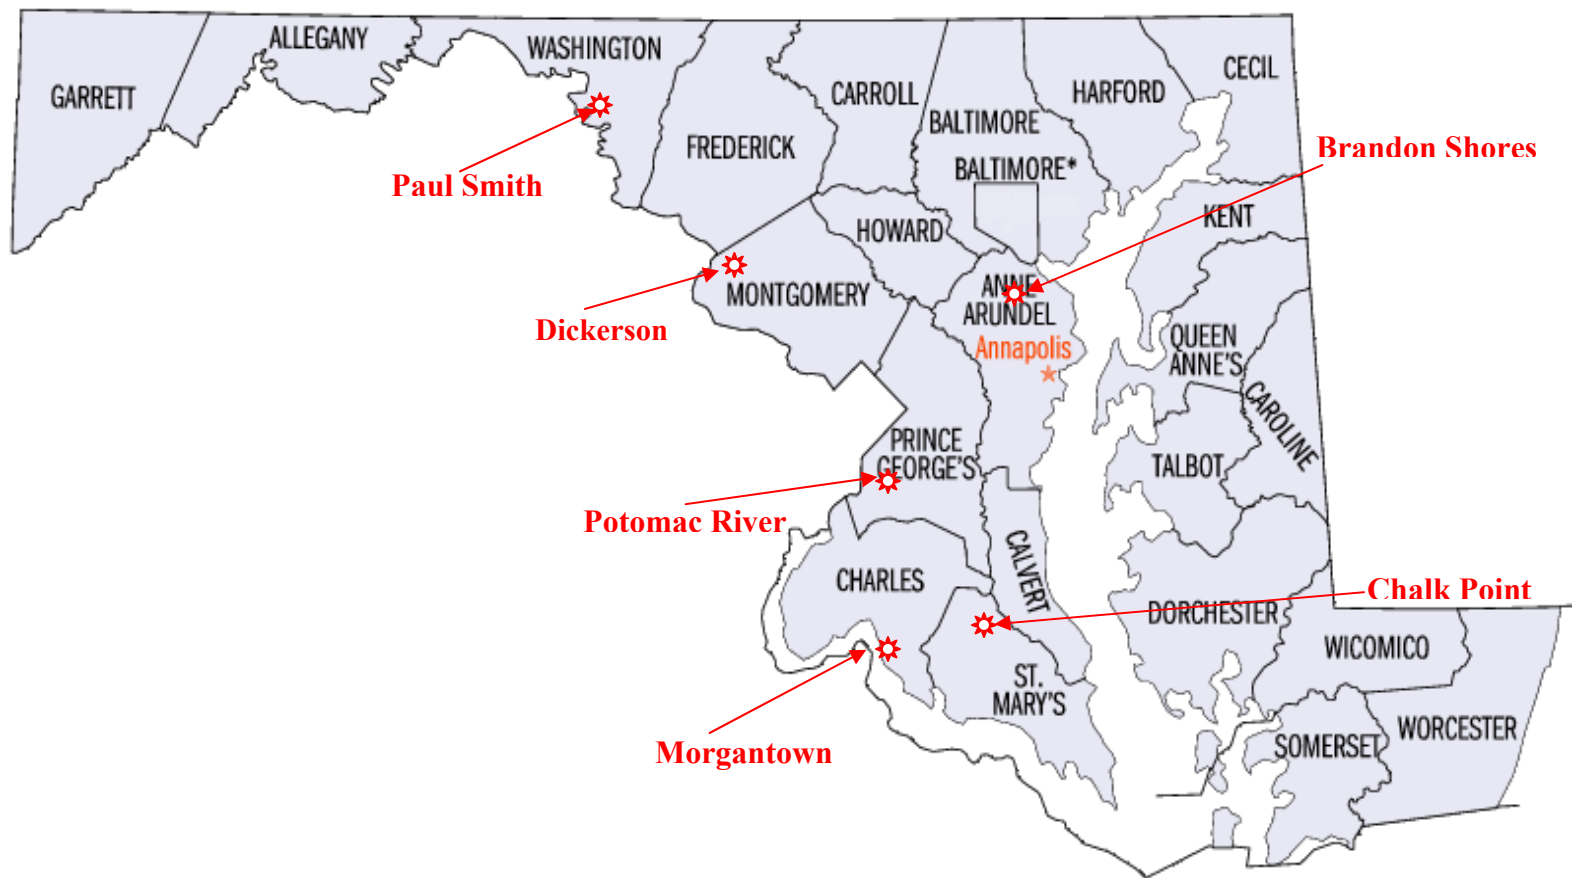 GARRETT
ALLEGANY
WASHINGTON
FREDERICK
CARROLL
BALTIMORE
BALTIMORE*
HARFORD
CECIL
Brandon Shores
Paul Smith
HOWARD
KENT
MONTGOMERY
Dickerson
ANNE
ARUNDEL
Annapolis
QUEEN
ANNE'S
CAROLINE
TALBOT
PRINCE
GEORGE'S
Potomac River
CALVERT
CHARLES
Chalk Point
DORCHESTER
WICOMICO
ST.
MARY'S
Morgantown
SOMERSET
WORCESTER